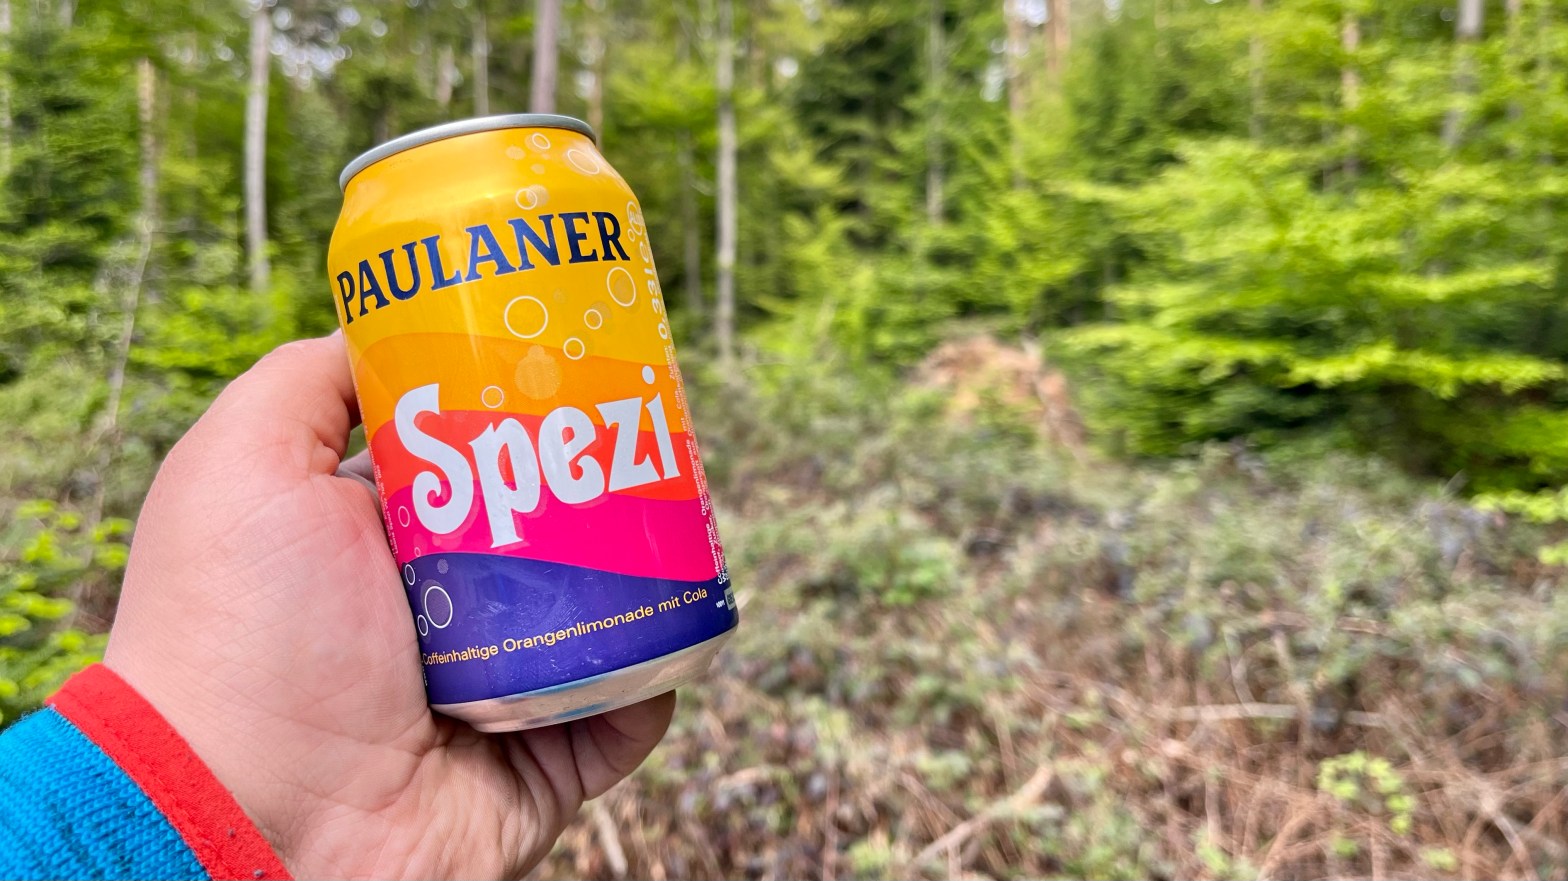 PAULANER
Spezi
Coffeinhaltige Orangenlimonade mit Cola
0,33L